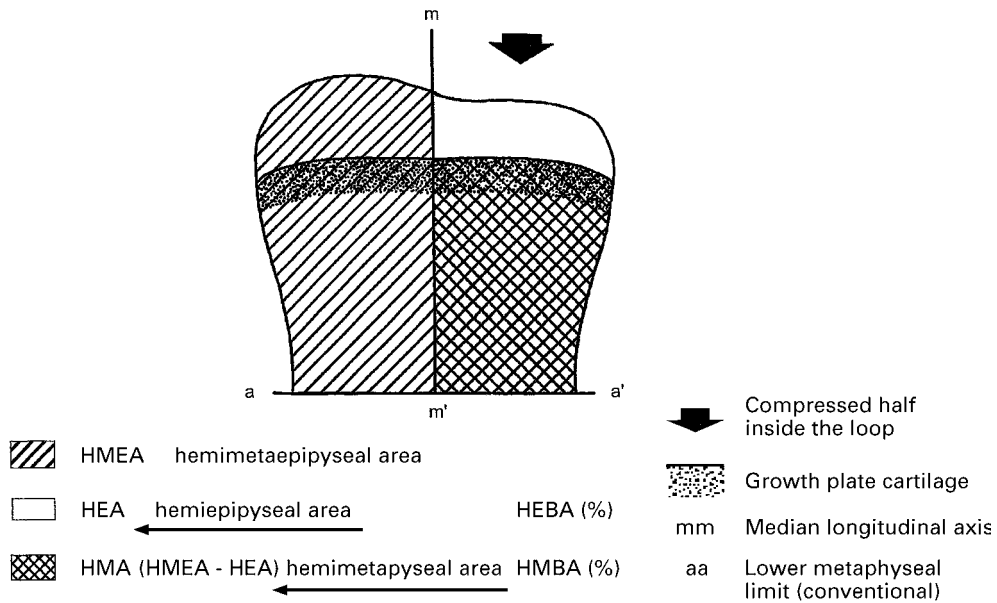 m
a
a'
m'
HMEA hemimetaepipyseal area
HEA hemiepipyseal area HEBA (%)
HMA (HMEA - HEA) hemimetapyseal area HMBA (%)
Compressed half
inside the loop
Growth plate cartilage
mm Median longitudinal axis
aa Lower metaphyseal
limit (conventional)